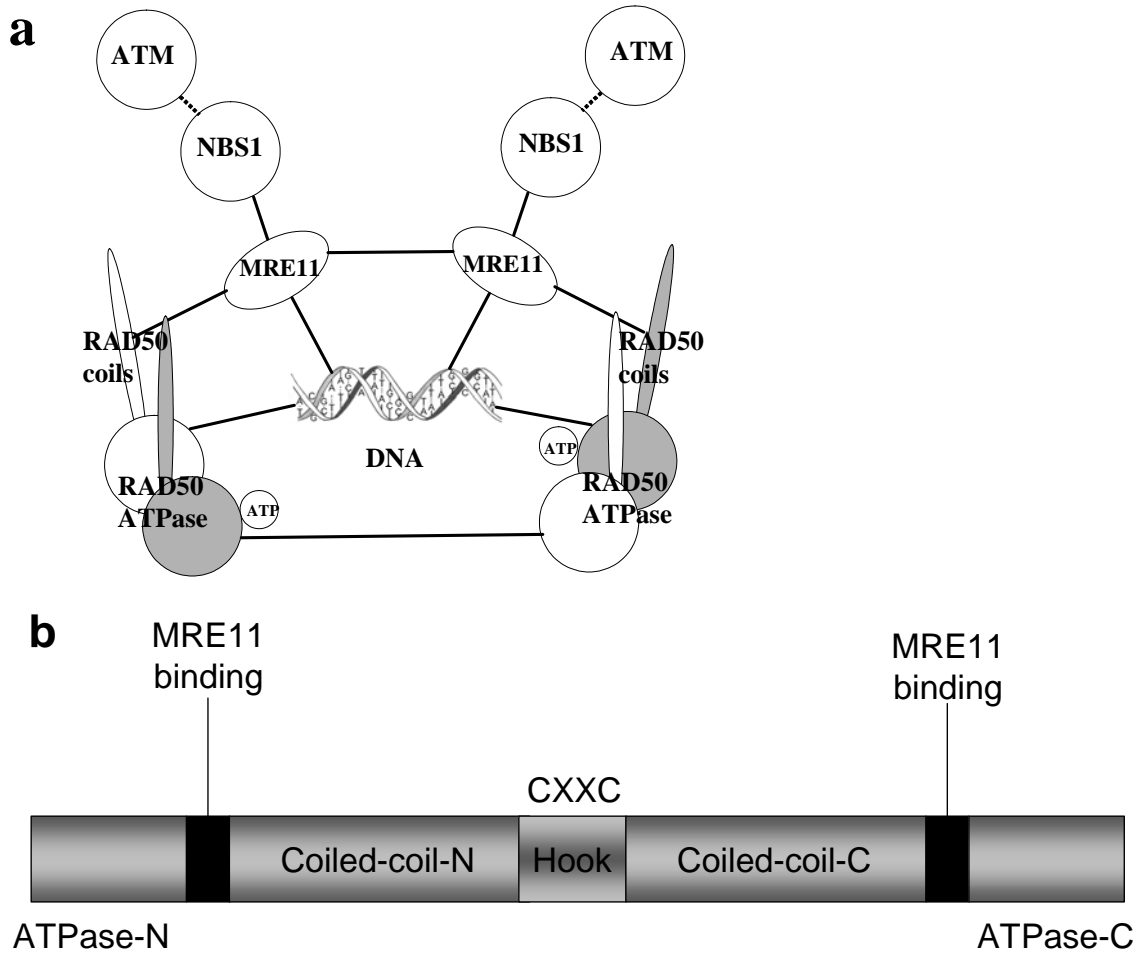 a
ATM
ATM
NBS1
NBS1
MRE11
MRE11
RAD50
coils
RAD50
coils
DNA
ATP
RAD50
ATPase
ATP
RAD50
ATPase
b
MRE11
binding
MRE11
binding
CXXC
Coiled-coil-N
Hook
Coiled-coil-C
ATPase-N
ATPase-C